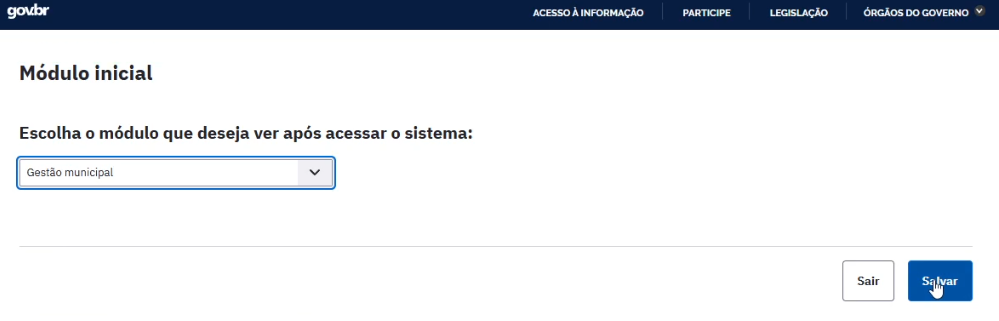 gov.br ACESSO À INFORMAÇÃO PARTICIPE LEGISLAÇÃO ÓRGÃOS DO GOVERNO
Módulo inicial
Escolha o módulo que deseja ver após acessar o sistema:
Gestão municipal
Sair Salvar